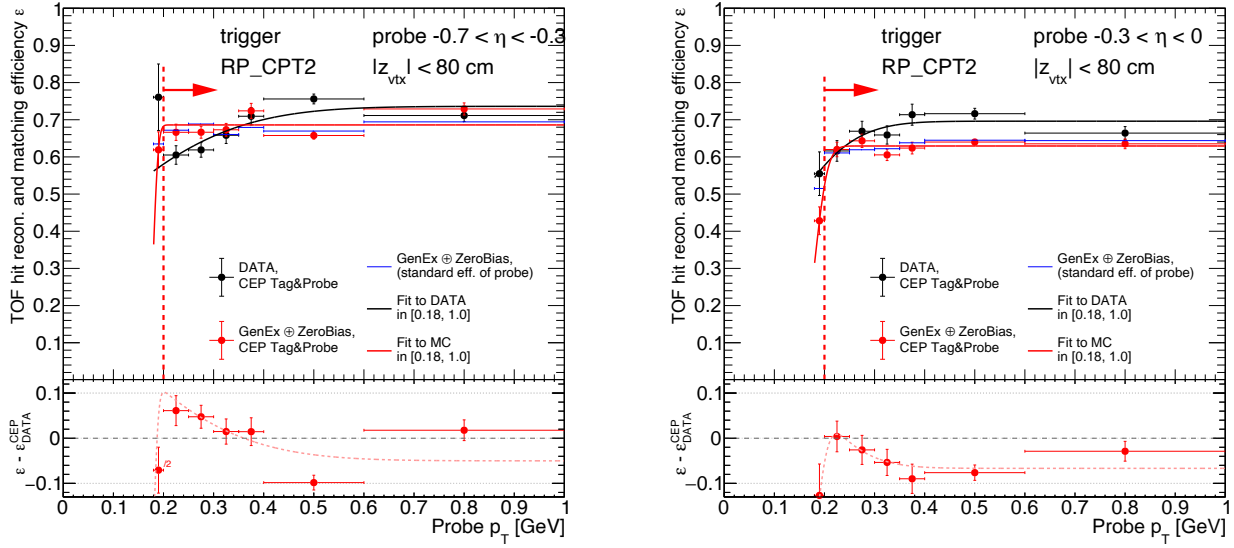 trigger
probe -0.7 < η < -0.3
RP_CPT2
|z_vtx| < 80 cm
TOF hit recon. and matching efficiency ε
1
0.9
0.8
0.7
0.6
0.5
0.4
0.3
0.2
0.1
DATA,
CEP Tag&Probe
GenEx ⊕ ZeroBias,
CEP Tag&Probe
GenEx ⊕ ZeroBias,
(standard eff. of probe)
Fit to DATA
in [0.18, 1.0]
Fit to MC
in [0.18, 1.0]
ε - ε^CEP_DATA
0.1
0
−0.1
/2
0 0.1 0.2 0.3 0.4 0.5 0.6 0.7 0.8 0.9 1
Probe p_T [GeV]
trigger
probe -0.3 < η < 0
RP_CPT2
|z_vtx| < 80 cm
TOF hit recon. and matching efficiency ε
1
0.9
0.8
0.7
0.6
0.5
0.4
0.3
0.2
0.1
DATA,
CEP Tag&Probe
GenEx ⊕ ZeroBias,
CEP Tag&Probe
GenEx ⊕ ZeroBias,
(standard eff. of probe)
Fit to DATA
in [0.18, 1.0]
Fit to MC
in [0.18, 1.0]
ε - ε^CEP_DATA
0.1
0
−0.1
0 0.1 0.2 0.3 0.4 0.5 0.6 0.7 0.8 0.9 1
Probe p_T [GeV]